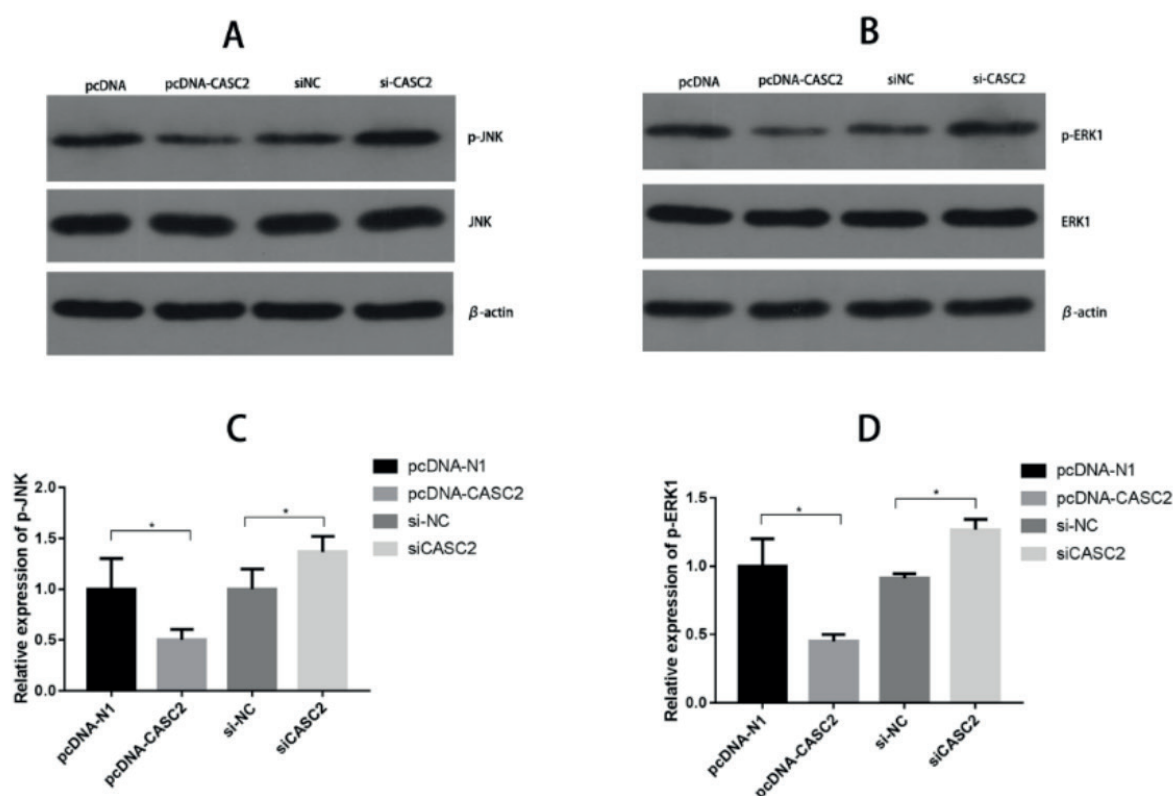 A
pcDNA pcDNA-CASC2 siNC si-CASC2
p-JNK
JNK
β-actin
B
pcDNA pcDNA-CASC2 siNC si-CASC2
p-ERK1
ERK1
β-actin
C
Relative expression of p-JNK
2.0
1.5
1.0
0.5
0.0
*
*
pcDNA-N1
pcDNA-CASC2
si-NC
siCASC2
pcDNA-N1
pcDNA-CASC2
si-NC
siCASC2
D
Relative expression of p-ERK1
1.5
1.0
0.5
0.0
*
*
pcDNA-N1
pcDNA-CASC2
si-NC
siCASC2
pcDNA-N1
pcDNA-CASC2
si-NC
siCASC2